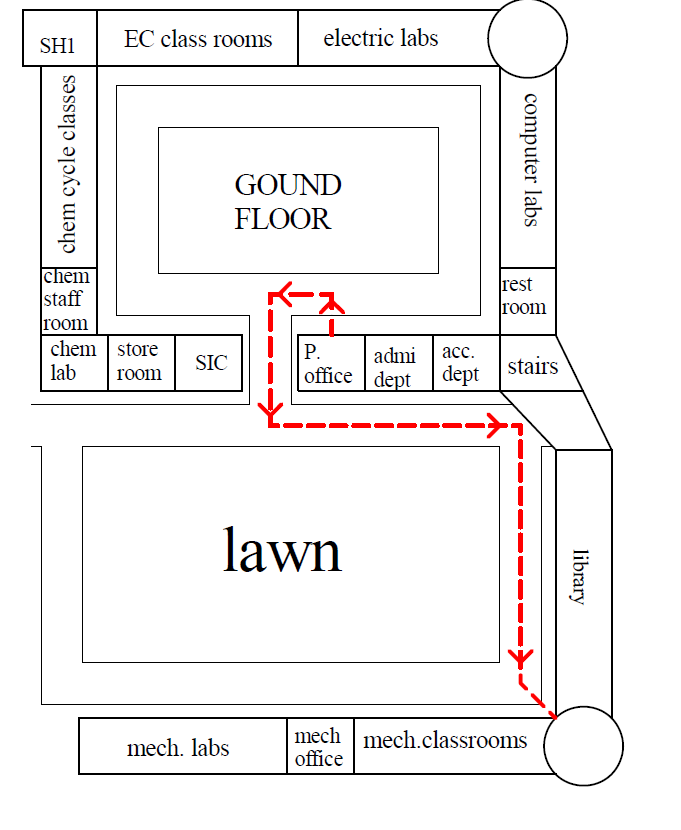 SH1
EC class rooms
electric labs
chem cycle classes
computer labs
GOUND
FLOOR
chem
staff
room
rest
room
chem
lab
store
room
SIC
P.
office
admi
dept
acc.
dept
stairs
lawn
library
mech. labs
mech
office
mech.classrooms